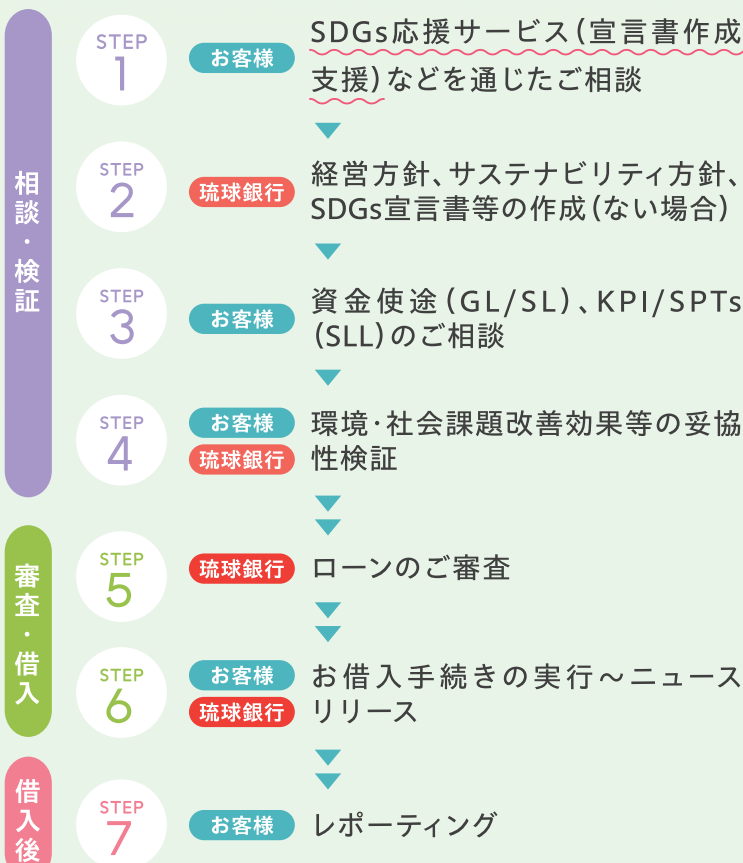 相談・検証
STEP
1
お客様
SDGs応援サービス(宣言書作成
支援)などを通じたご相談
STEP
2
琉球銀行
経営方針、サステナビリティ方針、
SDGs宣言書等の作成(ない場合)
STEP
3
お客様
資金使途(GL/SL)、KPI/SPTs
(SLL)のご相談
STEP
4
お客様
琉球銀行
環境・社会課題改善効果等の妥協
性検証
審査・借入
STEP
5
琉球銀行
ローンのご審査
STEP
6
お客様
琉球銀行
お借入手続きの実行～ニュース
リリース
借入後
STEP
7
お客様
レポーティング